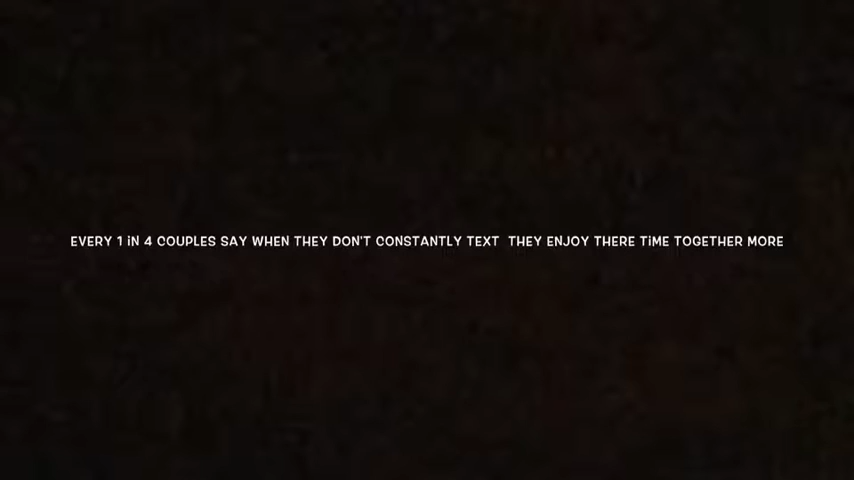 EVERY 1 iN 4 COUPLES SAY WHEN THEY DON'T CONSTANTLY TEXT  THEY ENJOY THERE TiME TOGETHER MORE